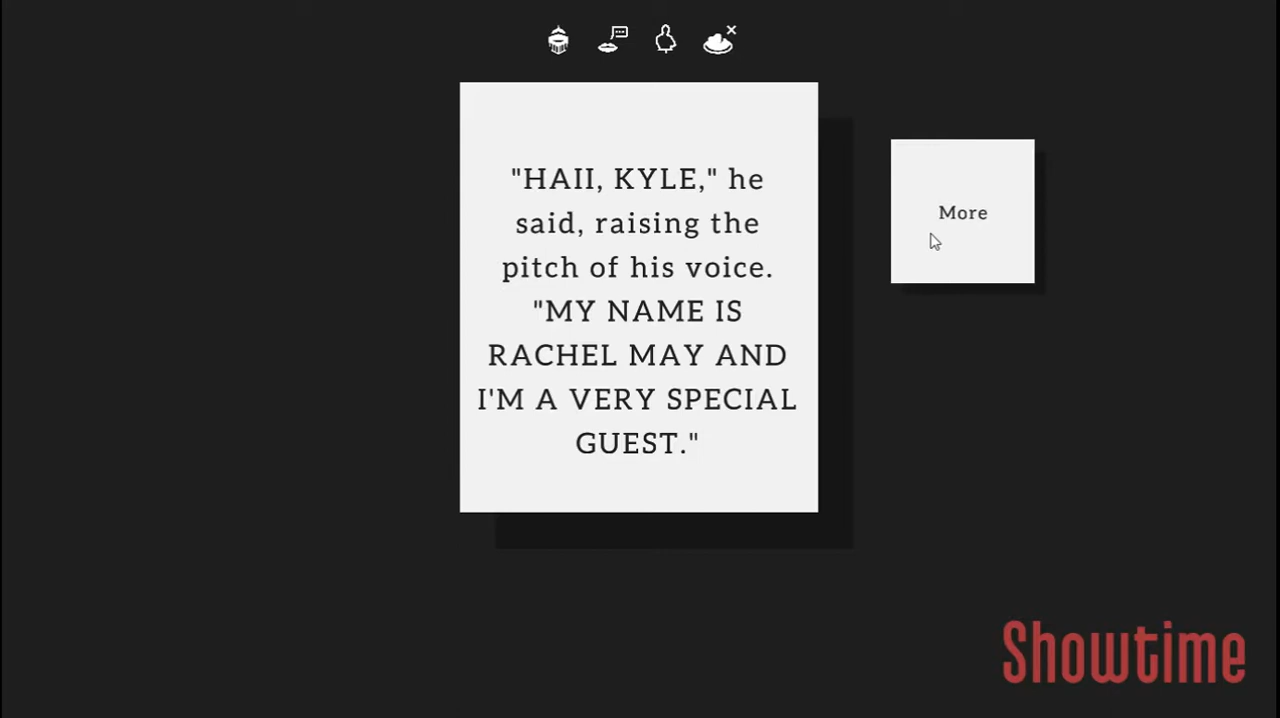 "HAII, KYLE," he
said, raising the
pitch of his voice.
"MY NAME IS
RACHEL MAY AND
I'M A VERY SPECIAL
GUEST."
More
Showtime